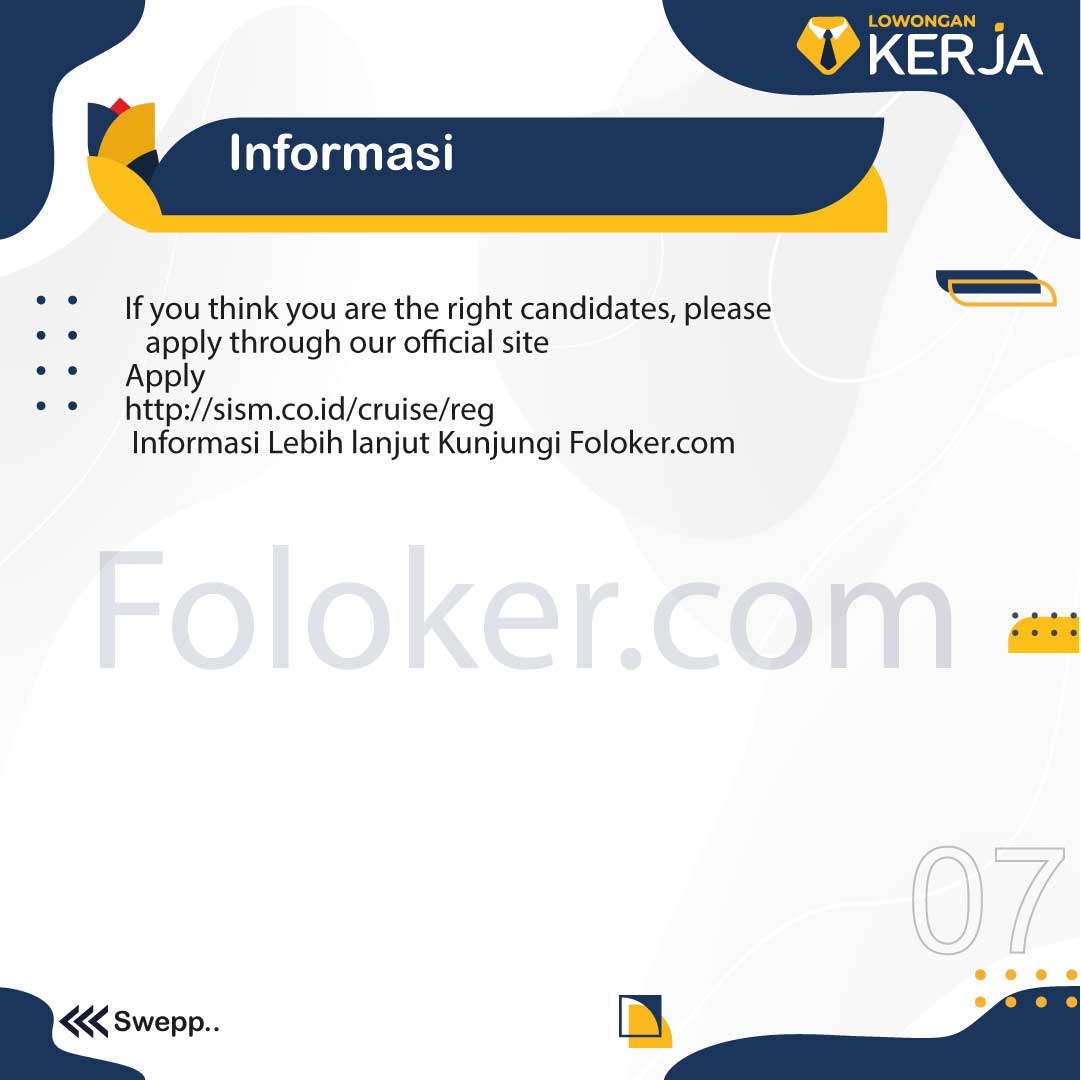 LOWONGAN
KERJA
Informasi
If you think you are the right candidates, please
apply through our official site
Apply
http://sism.co.id/cruise/reg
Informasi Lebih lanjut Kunjungi Foloker.com
Foloker.com
07
Swepp..